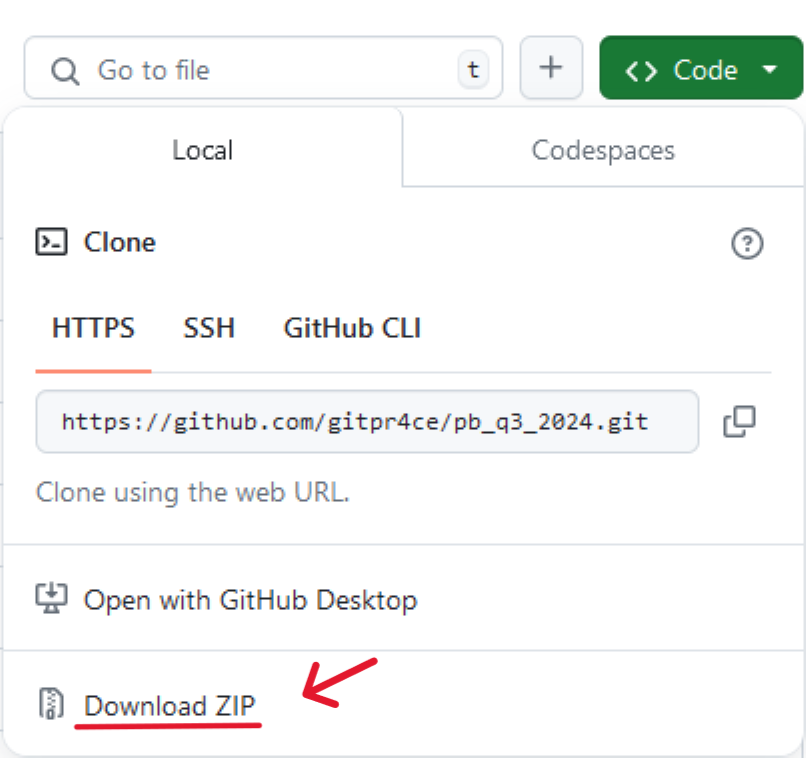 Go to file t + <> Code
Local Codespaces
Clone
HTTPS SSH GitHub CLI
https://github.com/gitpr4ce/pb_q3_2024.git
Clone using the web URL.
Open with GitHub Desktop
Download ZIP